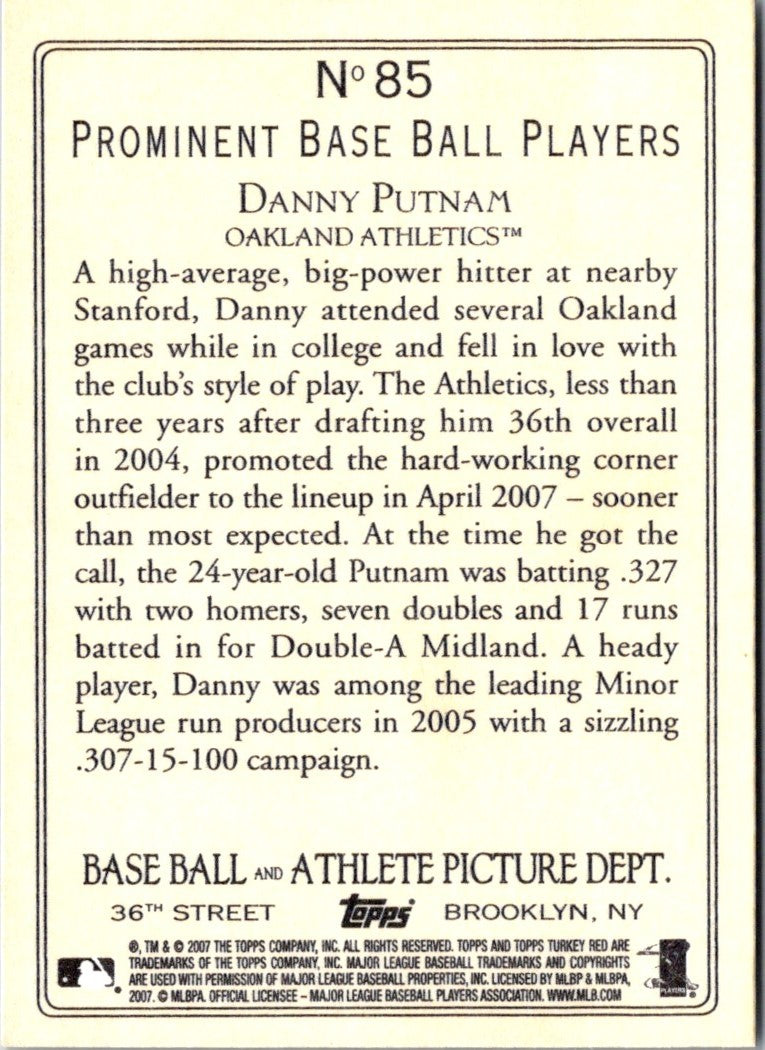 Nº 85
PROMINENT BASE BALL PLAYERS
DANNY PUTNAM
OAKLAND ATHLETICS™
A high-average, big-power hitter at nearby
Stanford, Danny attended several Oakland
games while in college and fell in love with
the club's style of play. The Athletics, less than
three years after drafting him 36th overall
in 2004, promoted the hard-working corner
outfielder to the lineup in April 2007 – sooner
than most expected. At the time he got the
call, the 24-year-old Putnam was batting .327
with two homers, seven doubles and 17 runs
batted in for Double-A Midland. A heady
player, Danny was among the leading Minor
League run producers in 2005 with a sizzling
.307-15-100 campaign.
BASE BALL AND ATHLETE PICTURE DEPT.
36TH STREET topps BROOKLYN, NY
®, TM & © 2007 THE TOPPS COMPANY, INC. ALL RIGHTS RESERVED. TOPPS AND TOPPS TURKEY RED ARE
TRADEMARKS OF THE TOPPS COMPANY, INC. MAJOR LEAGUE BASEBALL TRADEMARKS AND COPYRIGHTS
ARE USED WITH PERMISSION OF MAJOR LEAGUE BASEBALL PROPERTIES, INC. LICENSED BY MLBP & MLBPA,
2007. © MLBPA. OFFICIAL LICENSEE – MAJOR LEAGUE BASEBALL PLAYERS ASSOCIATION. WWW.MLB.COM
PLAYERS